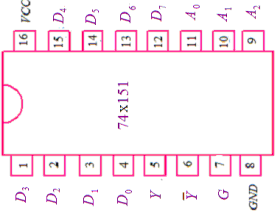 VCC D₄ D₅ D₆ D₇ A₀ A₁ A₂
16 15 14 13 12 11 10 9
74x151
1 2 3 4 5 6 7 8
D₃ D₂ D₁ D₀ Y Y̅ G GND